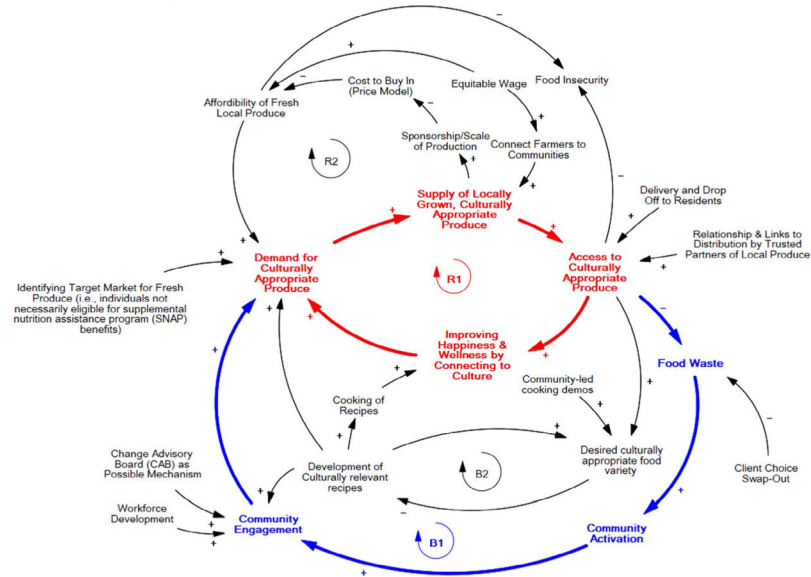 Cost to Buy In
(Price Model)
Equitable Wage
Food Insecurity
Affordibility of Fresh
Local Produce
Sponsorship/Scale
of Production
Connect Farmers to
Communities
R2
Supply of Locally
Grown, Culturally
Appropriate
Produce
Delivery and Drop
Off to Residents
Relationship & Links to
Distribution by Trusted
Partners of Local Produce
Demand for
Culturally
Appropriate
Produce
R1
Access to
Culturally
Appropriate
Produce
Identifying Target Market for Fresh
Produce (i.e., individuals not
necessarily eligible for supplemental
nutrition assistance program (SNAP)
benefits)
Improving
Happiness &
Wellness by
Connecting to
Culture
Food Waste
Cooking of
Recipes
Community-led
cooking demos
Change Advisory
Board (CAB) as
Possible Mechanism
Development of
Culturally relevant
recipes
B2
Desired culturally
appropriate food
variety
Client Choice
Swap-Out
Workforce
Development
Community
Engagement
B1
Community
Activation